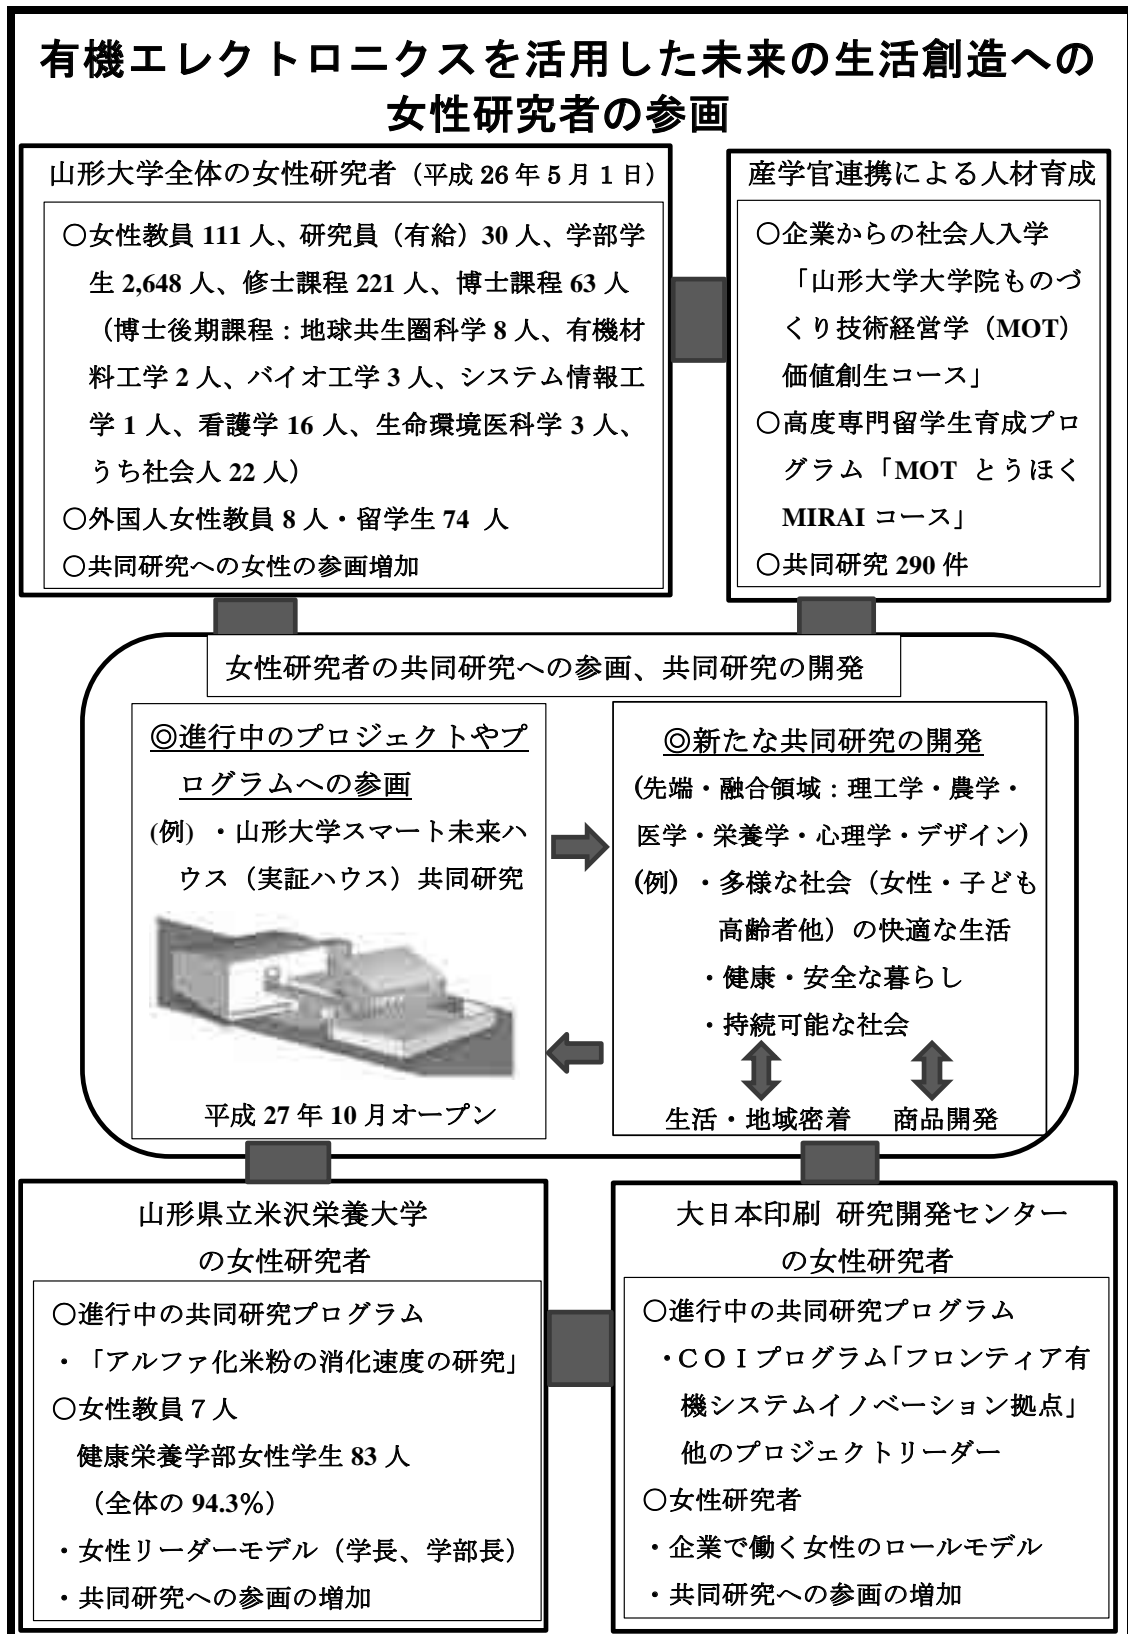 有機エレクトロニクスを活用した未来の生活創造への
女性研究者の参画
山形大学全体の女性研究者（平成 26 年 5 月 1 日）
○女性教員 111 人、研究員（有給）30 人、学部学
生 2,648 人、修士課程 221 人、博士課程 63 人
（博士後期課程：地球共生圏科学 8 人、有機材
料工学 2 人、バイオ工学 3 人、システム情報工
学 1 人、看護学 16 人、生命環境医科学 3 人、
うち社会人 22 人）
○外国人女性教員 8 人・留学生 74 人
○共同研究への女性の参画増加
産学官連携による人材育成
○企業からの社会人入学
「山形大学大学院ものづ
くり技術経営学（MOT）
価値創生コース」
○高度専門留学生育成プロ
グラム「MOT とうほく
MIRAI コース」
○共同研究 290 件
女性研究者の共同研究への参画、共同研究の開発
◎進行中のプロジェクトやプ
ログラムへの参画
(例) ・山形大学スマート未来ハ
ウス（実証ハウス）共同研究
平成 27 年 10 月オープン
◎新たな共同研究の開発
(先端・融合領域：理工学・農学・
医学・栄養学・心理学・デザイン)
(例) ・多様な社会（女性・子ども
高齢者他）の快適な生活
・健康・安全な暮らし
・持続可能な社会
生活・地域密着 商品開発
山形県立米沢栄養大学
の女性研究者
○進行中の共同研究プログラム
・「アルファ化米粉の消化速度の研究」
○女性教員 7 人
健康栄養学部女性学生 83 人
（全体の 94.3％）
・女性リーダーモデル（学長、学部長）
・共同研究への参画の増加
大日本印刷 研究開発センター
の女性研究者
○進行中の共同研究プログラム
・ＣＯＩプログラム「フロンティア有
機システムイノベーション拠点」
他のプロジェクトリーダー
○女性研究者
・企業で働く女性のロールモデル
・共同研究への参画の増加